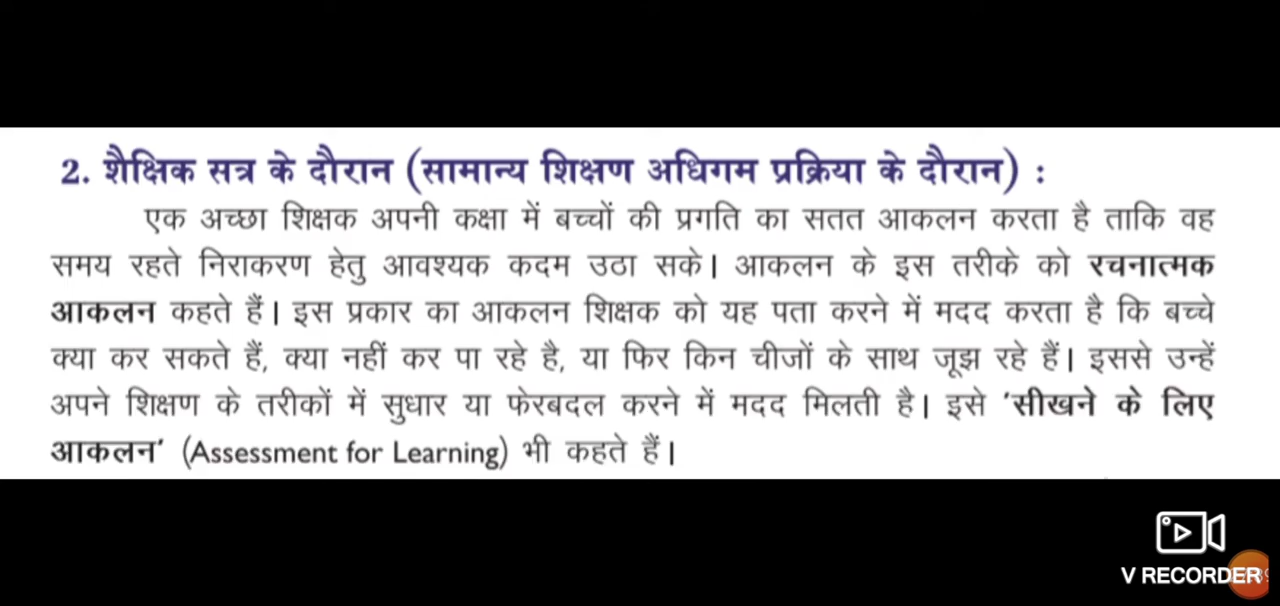 2. शैक्षिक सत्र के दौरान (सामान्य शिक्षण अधिगम प्रक्रिया के दौरान) :
एक अच्छा शिक्षक अपनी कक्षा में बच्चों की प्रगति का सतत आकलन करता है ताकि वह
समय रहते निराकरण हेतु आवश्यक कदम उठा सके। आकलन के इस तरीके को रचनात्मक
आकलन कहते हैं। इस प्रकार का आकलन शिक्षक को यह पता करने में मदद करता है कि बच्चे
क्या कर सकते हैं, क्या नहीं कर पा रहे है, या फिर किन चीजों के साथ जूझ रहे हैं। इससे उन्हें
अपने शिक्षण के तरीकों में सुधार या फेरबदल करने में मदद मिलती है। इसे 'सीखने के लिए
आकलन' (Assessment for Learning) भी कहते हैं।
V RECORDER